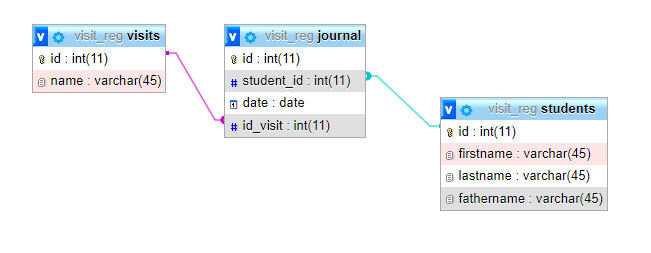 v visit_reg visits
id : int(11)
name : varchar(45)
v visit_reg journal
id : int(11)
# student_id : int(11)
date : date
# id_visit : int(11)
v visit_reg students
id : int(11)
firstname : varchar(45)
lastname : varchar(45)
fathername : varchar(45)